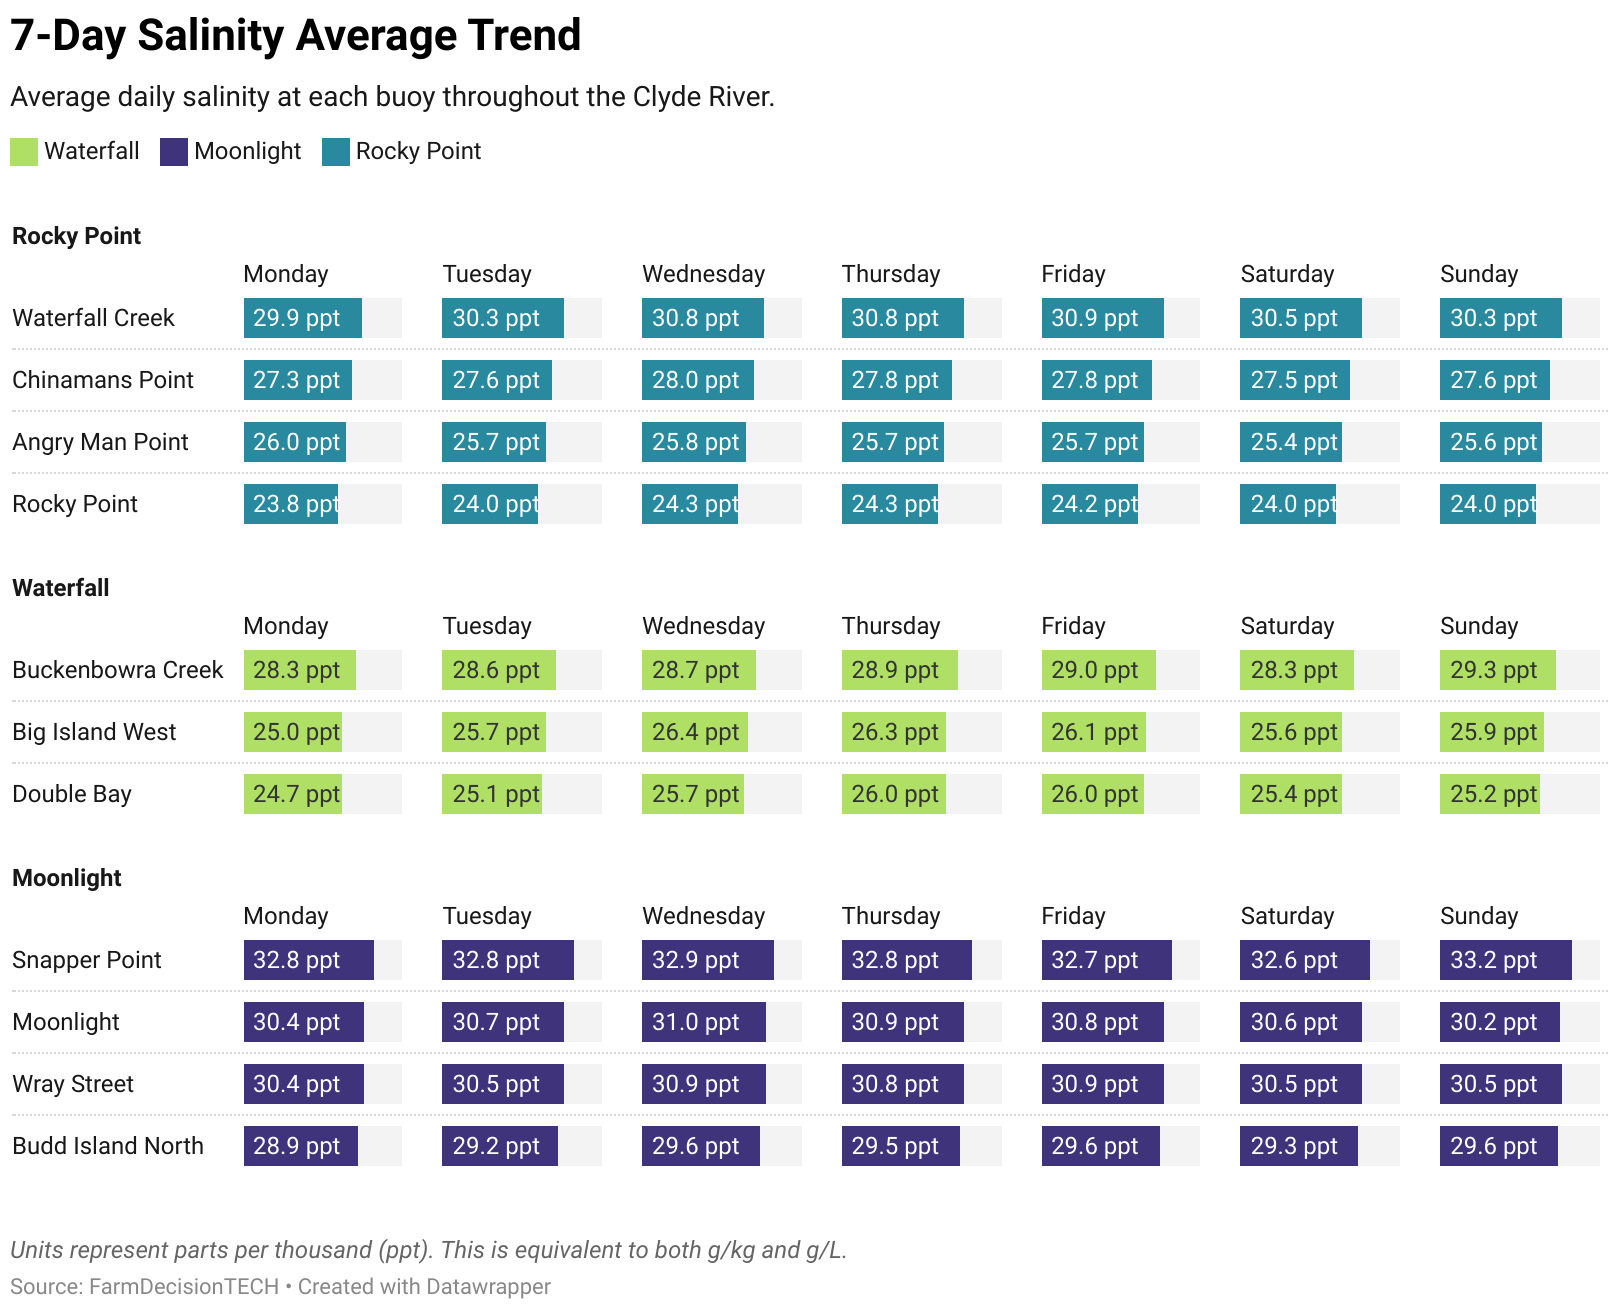 7-Day Salinity Average Trend
Average daily salinity at each buoy throughout the Clyde River.
Waterfall Moonlight Rocky Point
Rocky Point
Monday Tuesday Wednesday Thursday Friday Saturday Sunday
Waterfall Creek 29.9 ppt 30.3 ppt 30.8 ppt 30.8 ppt 30.9 ppt 30.5 ppt 30.3 ppt
Chinamans Point 27.3 ppt 27.6 ppt 28.0 ppt 27.8 ppt 27.8 ppt 27.5 ppt 27.6 ppt
Angry Man Point 26.0 ppt 25.7 ppt 25.8 ppt 25.7 ppt 25.7 ppt 25.4 ppt 25.6 ppt
Rocky Point 23.8 ppt 24.0 ppt 24.3 ppt 24.3 ppt 24.2 ppt 24.0 ppt 24.0 ppt
Waterfall
Monday Tuesday Wednesday Thursday Friday Saturday Sunday
Buckenbowra Creek 28.3 ppt 28.6 ppt 28.7 ppt 28.9 ppt 29.0 ppt 28.3 ppt 29.3 ppt
Big Island West 25.0 ppt 25.7 ppt 26.4 ppt 26.3 ppt 26.1 ppt 25.6 ppt 25.9 ppt
Double Bay 24.7 ppt 25.1 ppt 25.7 ppt 26.0 ppt 26.0 ppt 25.4 ppt 25.2 ppt
Moonlight
Monday Tuesday Wednesday Thursday Friday Saturday Sunday
Snapper Point 32.8 ppt 32.8 ppt 32.9 ppt 32.8 ppt 32.7 ppt 32.6 ppt 33.2 ppt
Moonlight 30.4 ppt 30.7 ppt 31.0 ppt 30.9 ppt 30.8 ppt 30.6 ppt 30.2 ppt
Wray Street 30.4 ppt 30.5 ppt 30.9 ppt 30.8 ppt 30.9 ppt 30.5 ppt 30.5 ppt
Budd Island North 28.9 ppt 29.2 ppt 29.6 ppt 29.5 ppt 29.6 ppt 29.3 ppt 29.6 ppt
Units represent parts per thousand (ppt). This is equivalent to both g/kg and g/L.
Source: FarmDecisionTECH • Created with Datawrapper